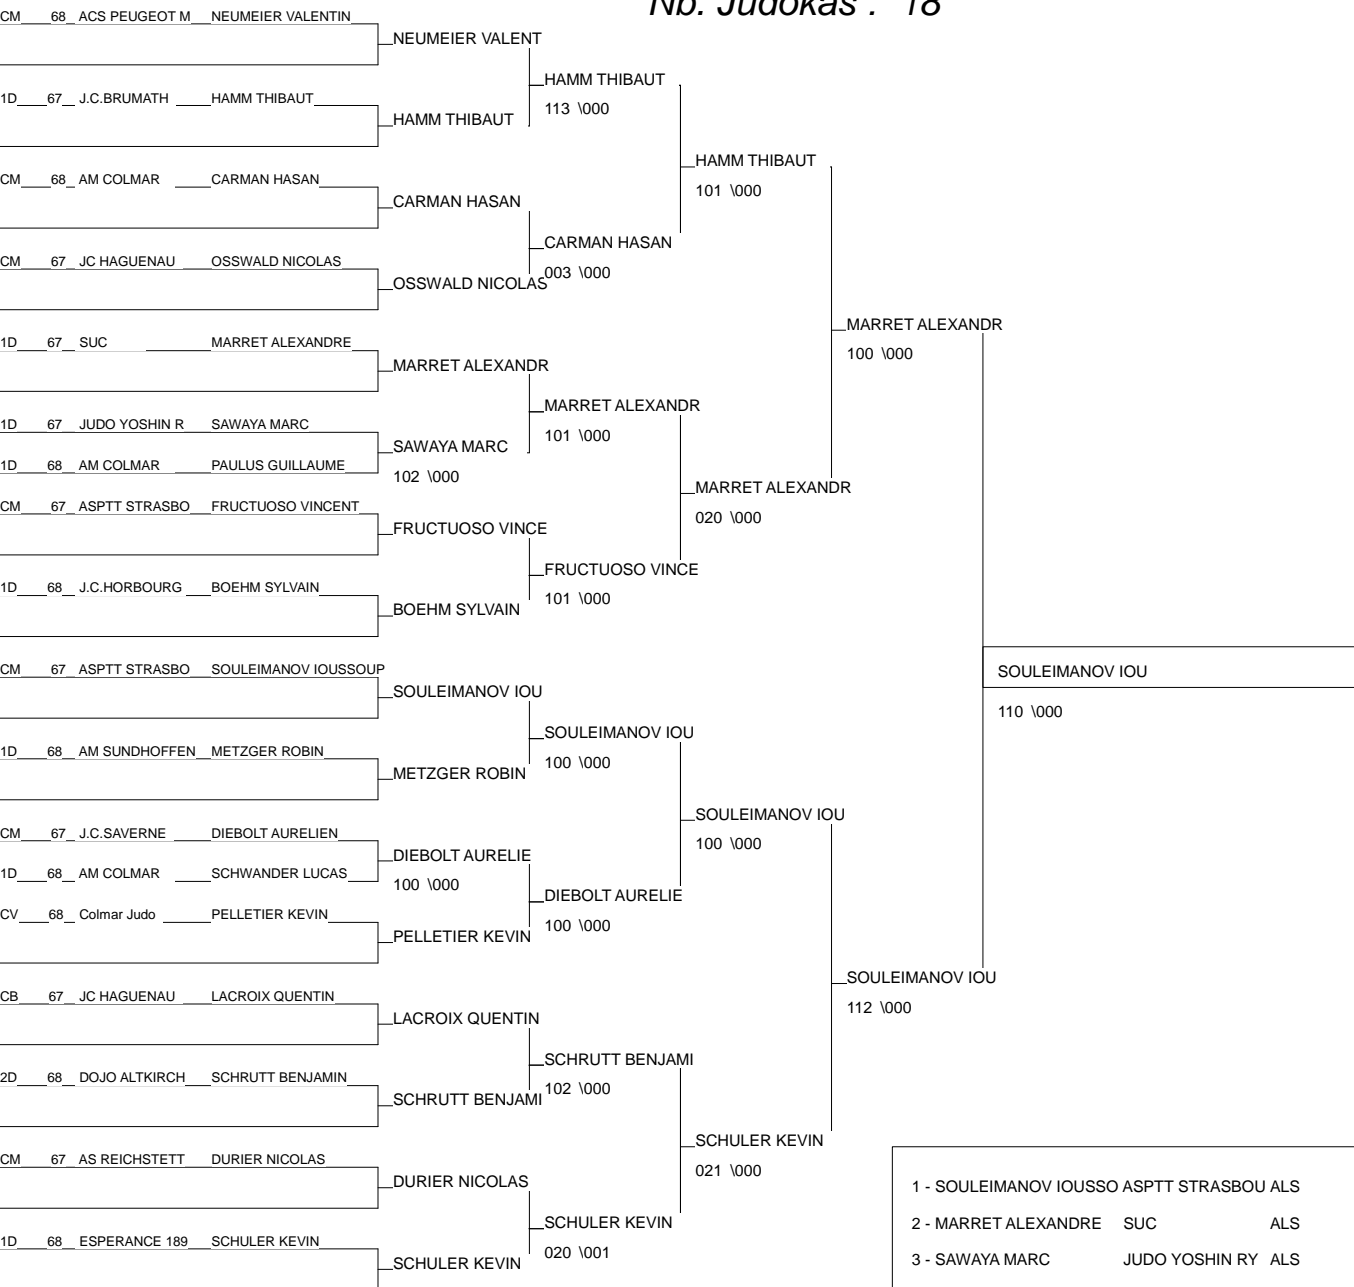 Nb. Judokas : 18
CM 68 ACS PEUGEOT M NEUMEIER VALENTIN
NEUMEIER VALENT
HAMM THIBAUT
113 \000
1D 67 J.C.BRUMATH HAMM THIBAUT
HAMM THIBAUT
HAMM THIBAUT
101 \000
CM 68 AM COLMAR CARMAN HASAN
CARMAN HASAN
CARMAN HASAN
003 \000
CM 67 JC HAGUENAU OSSWALD NICOLAS
OSSWALD NICOLAS
MARRET ALEXANDR
100 \000
1D 67 SUC MARRET ALEXANDRE
MARRET ALEXANDR
MARRET ALEXANDR
101 \000
1D 67 JUDO YOSHIN R SAWAYA MARC
SAWAYA MARC
102 \000
1D 68 AM COLMAR PAULUS GUILLAUME
MARRET ALEXANDR
020 \000
CM 67 ASPTT STRASBO FRUCTUOSO VINCENT
FRUCTUOSO VINCE
FRUCTUOSO VINCE
101 \000
1D 68 J.C.HORBOURG BOEHM SYLVAIN
BOEHM SYLVAIN
SOULEIMANOV IOU
110 \000
CM 67 ASPTT STRASBO SOULEIMANOV IOUSSOUP
SOULEIMANOV IOU
SOULEIMANOV IOU
100 \000
1D 68 AM SUNDHOFFEN METZGER ROBIN
METZGER ROBIN
SOULEIMANOV IOU
100 \000
CM 67 J.C.SAVERNE DIEBOLT AURELIEN
DIEBOLT AURELIE
100 \000
1D 68 AM COLMAR SCHWANDER LUCAS
DIEBOLT AURELIE
100 \000
CV 68 Colmar Judo PELLETIER KEVIN
PELLETIER KEVIN
SOULEIMANOV IOU
112 \000
CB 67 JC HAGUENAU LACROIX QUENTIN
LACROIX QUENTIN
SCHRUTT BENJAMI
102 \000
2D 68 DOJO ALTKIRCH SCHRUTT BENJAMIN
SCHRUTT BENJAMI
SCHULER KEVIN
021 \000
CM 67 AS REICHSTETT DURIER NICOLAS
DURIER NICOLAS
SCHULER KEVIN
020 \001
1D 68 ESPERANCE 189 SCHULER KEVIN
SCHULER KEVIN
1 - SOULEIMANOV IOUSSO ASPTT STRASBOU ALS
2 - MARRET ALEXANDRE SUC ALS
3 - SAWAYA MARC JUDO YOSHIN RY ALS